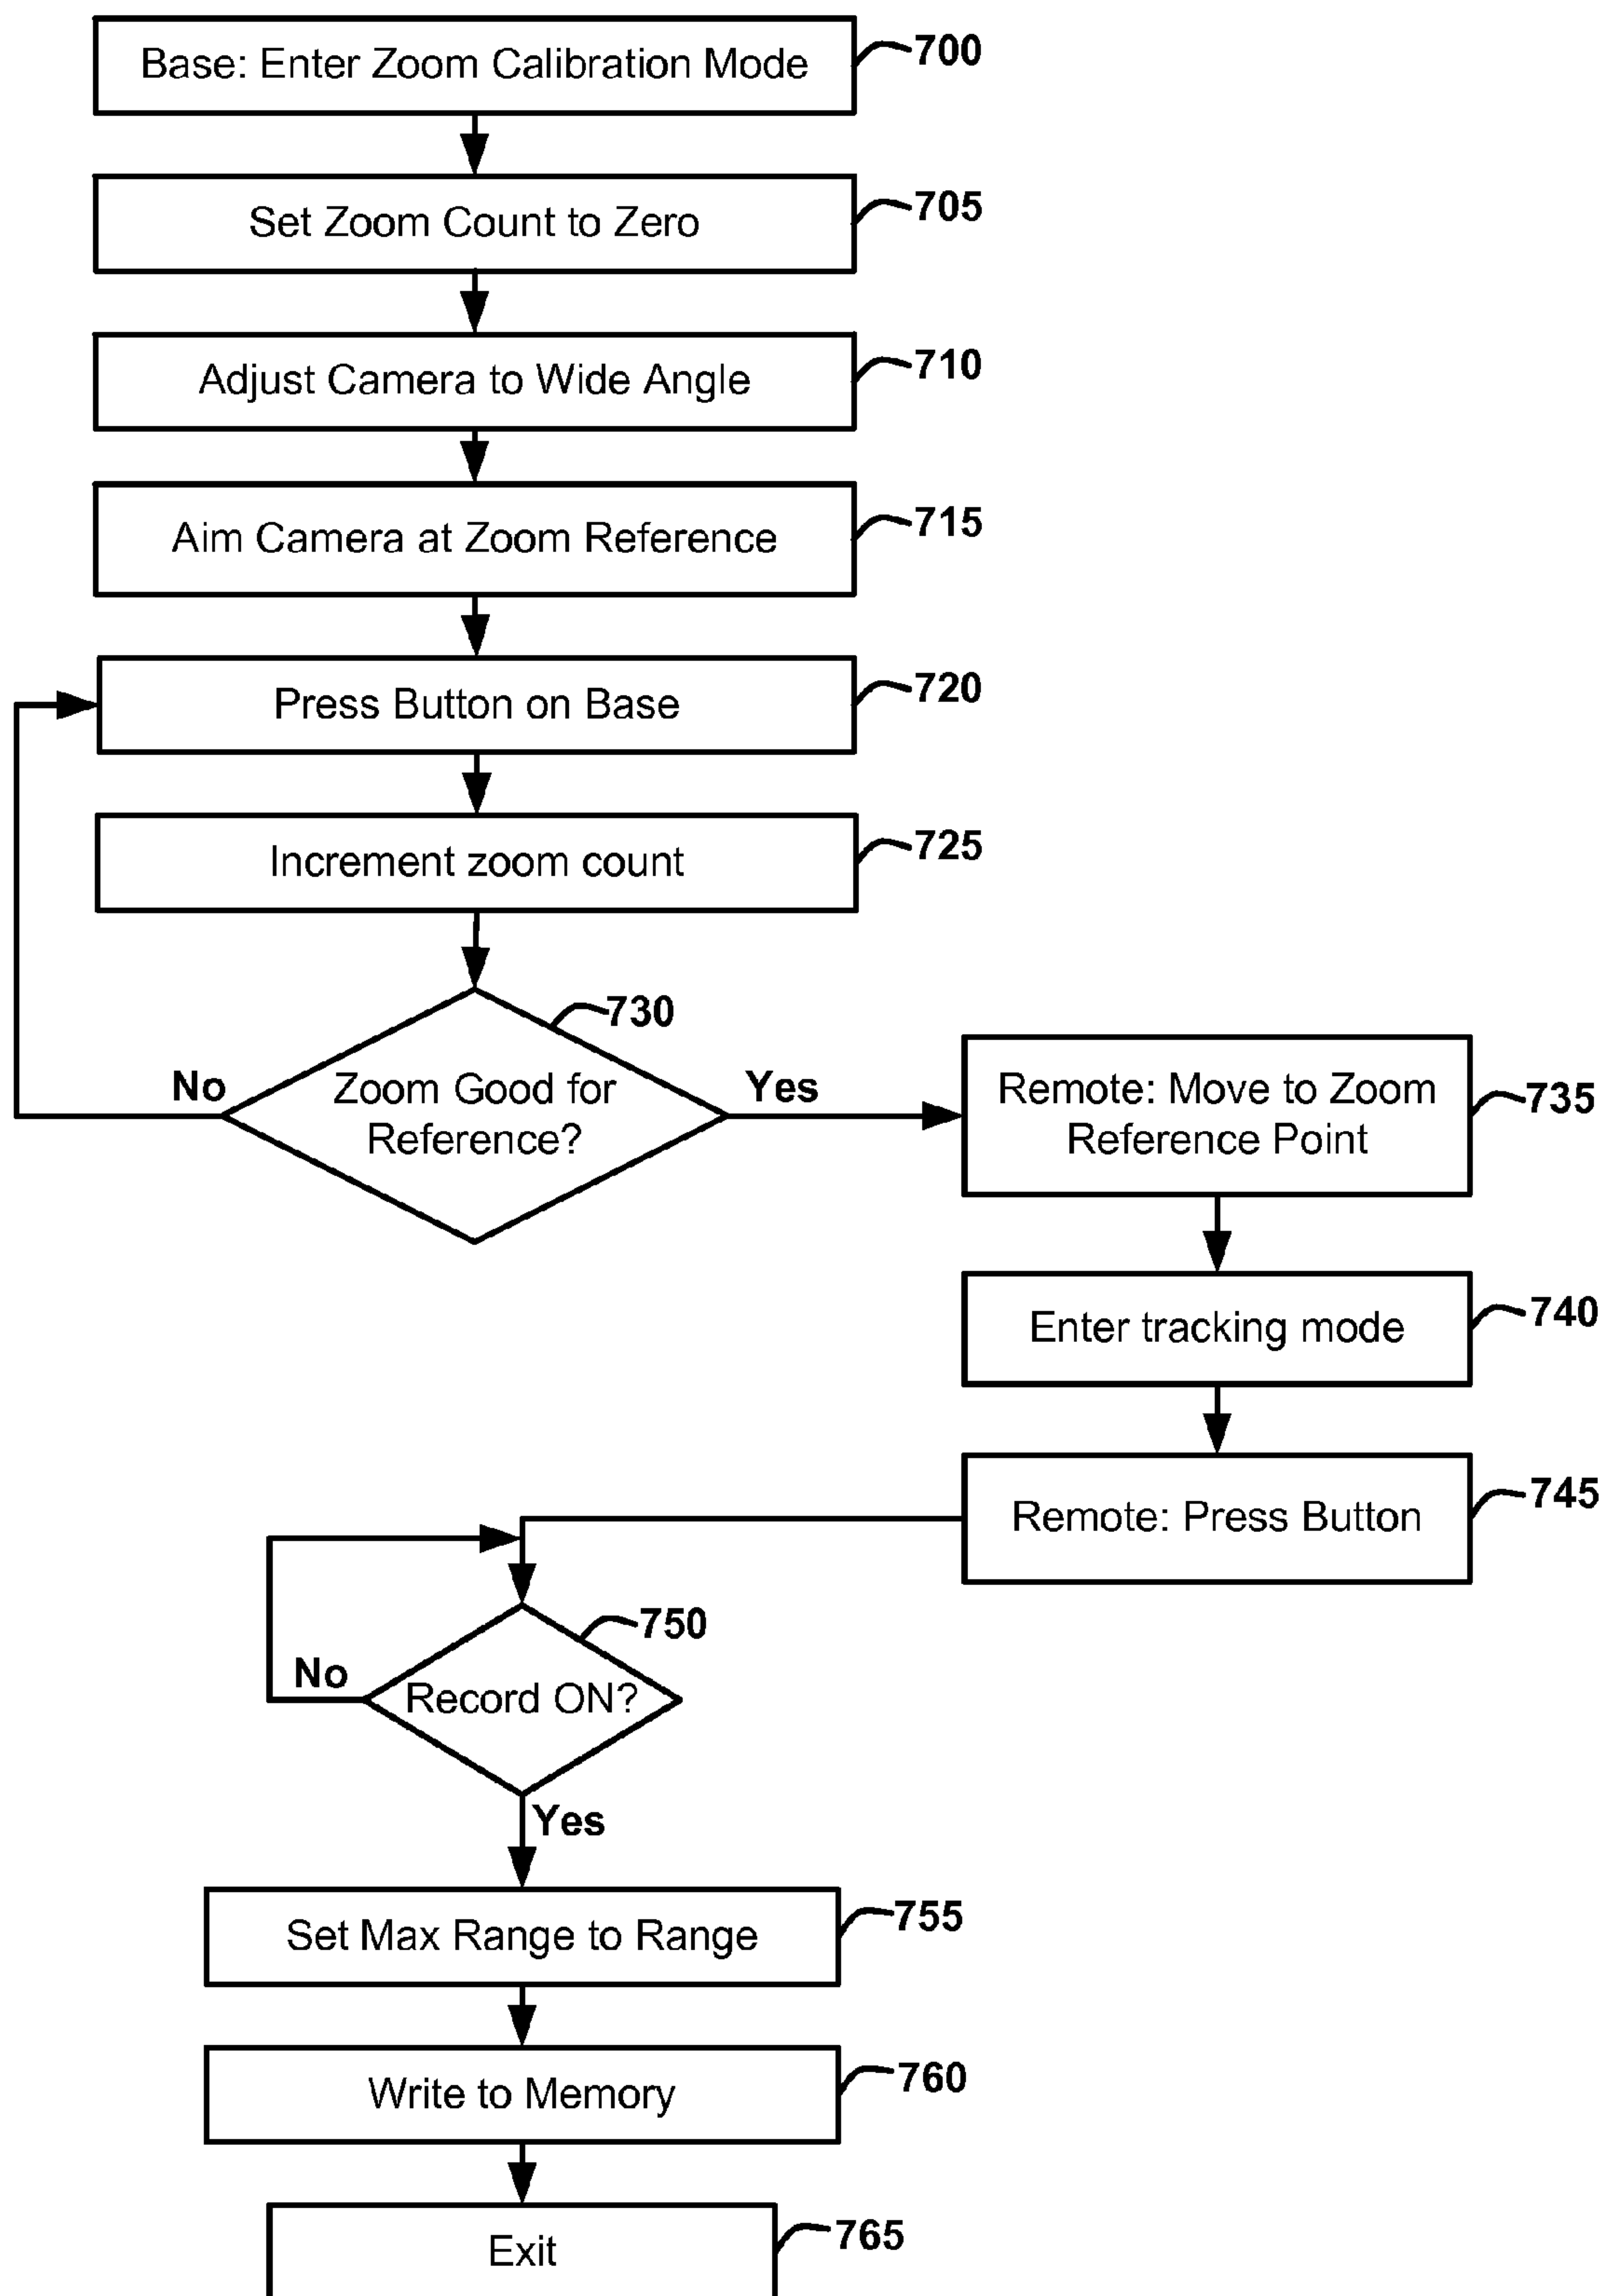 Base: Enter Zoom Calibration Mode
700
Set Zoom Count to Zero
705
Adjust Camera to Wide Angle
710
Aim Camera at Zoom Reference
715
Press Button on Base
720
Increment zoom count
725
730
No
Zoom Good for
Reference?
Yes
Remote: Move to Zoom
Reference Point
735
Enter tracking mode
740
Remote: Press Button
745
750
No
Record ON?
Yes
Set Max Range to Range
755
Write to Memory
760
Exit
765